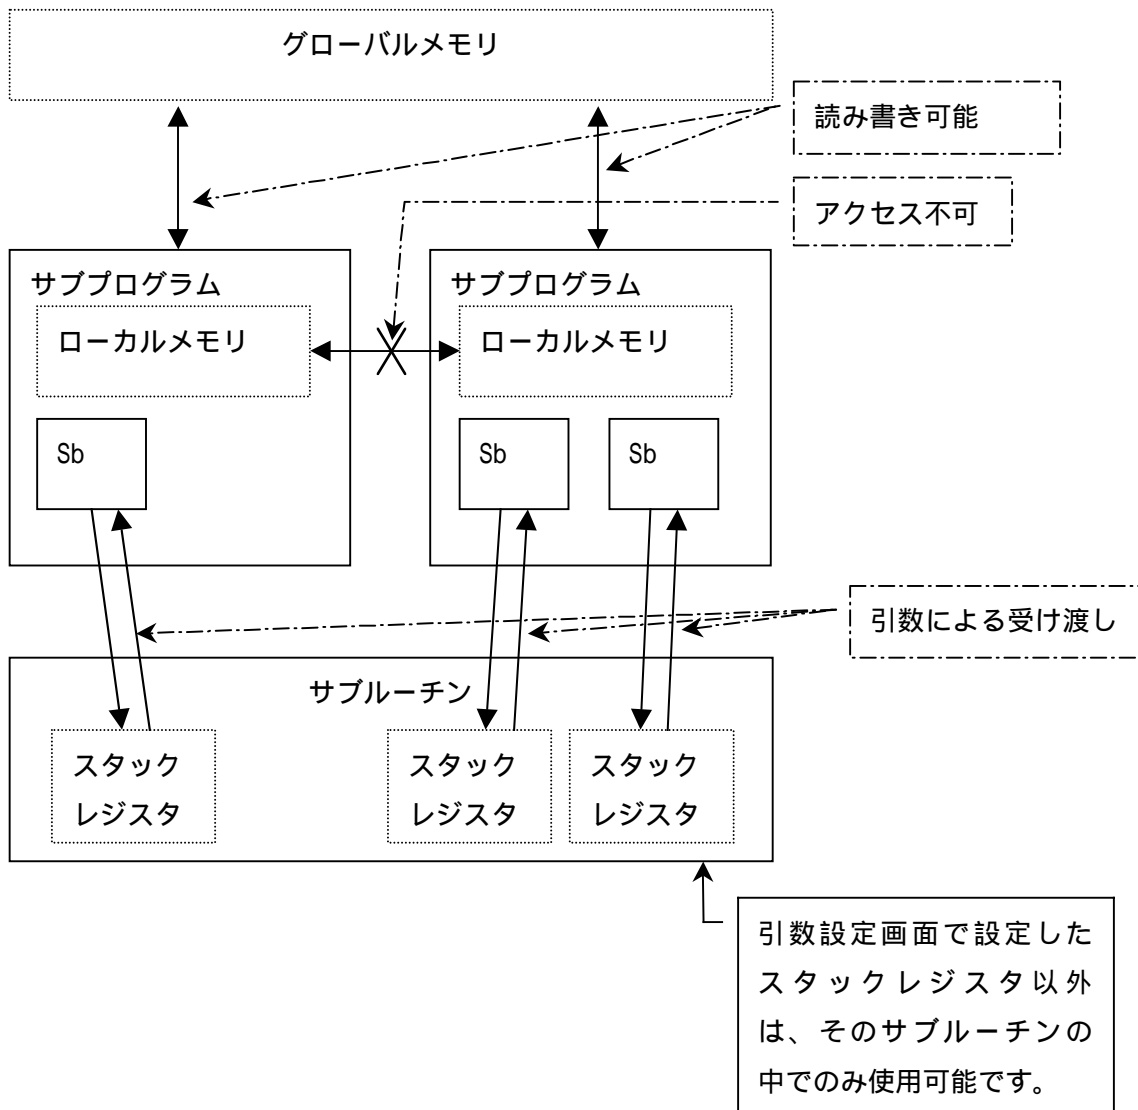 グローバルメモリ
読み書き可能
アクセス不可
サブプログラム
サブプログラム
ローカルメモリ
ローカルメモリ
Sb
Sb
Sb
引数による受け渡し
サブルーチン
スタック
レジスタ
スタック
レジスタ
スタック
レジスタ
引数設定画面で設定した
スタックレジスタ以外
は、そのサブルーチンの
中でのみ使用可能です。